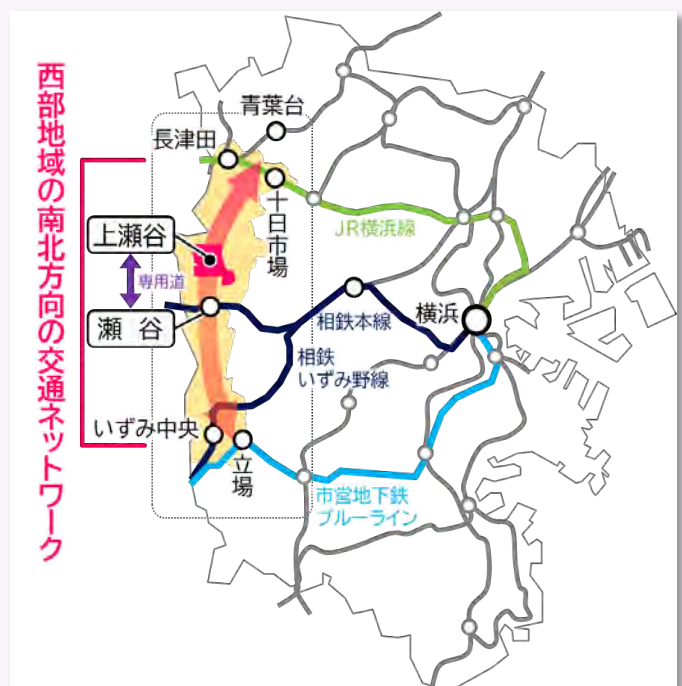 西部地域の南北方向の交通ネットワーク
青葉台
長津田
十日市場
上瀬谷
JR横浜線
専用道
瀬谷
相鉄本線
横浜
相鉄
いずみ野線
いずみ中央
立場
市営地下鉄
ブルーライン